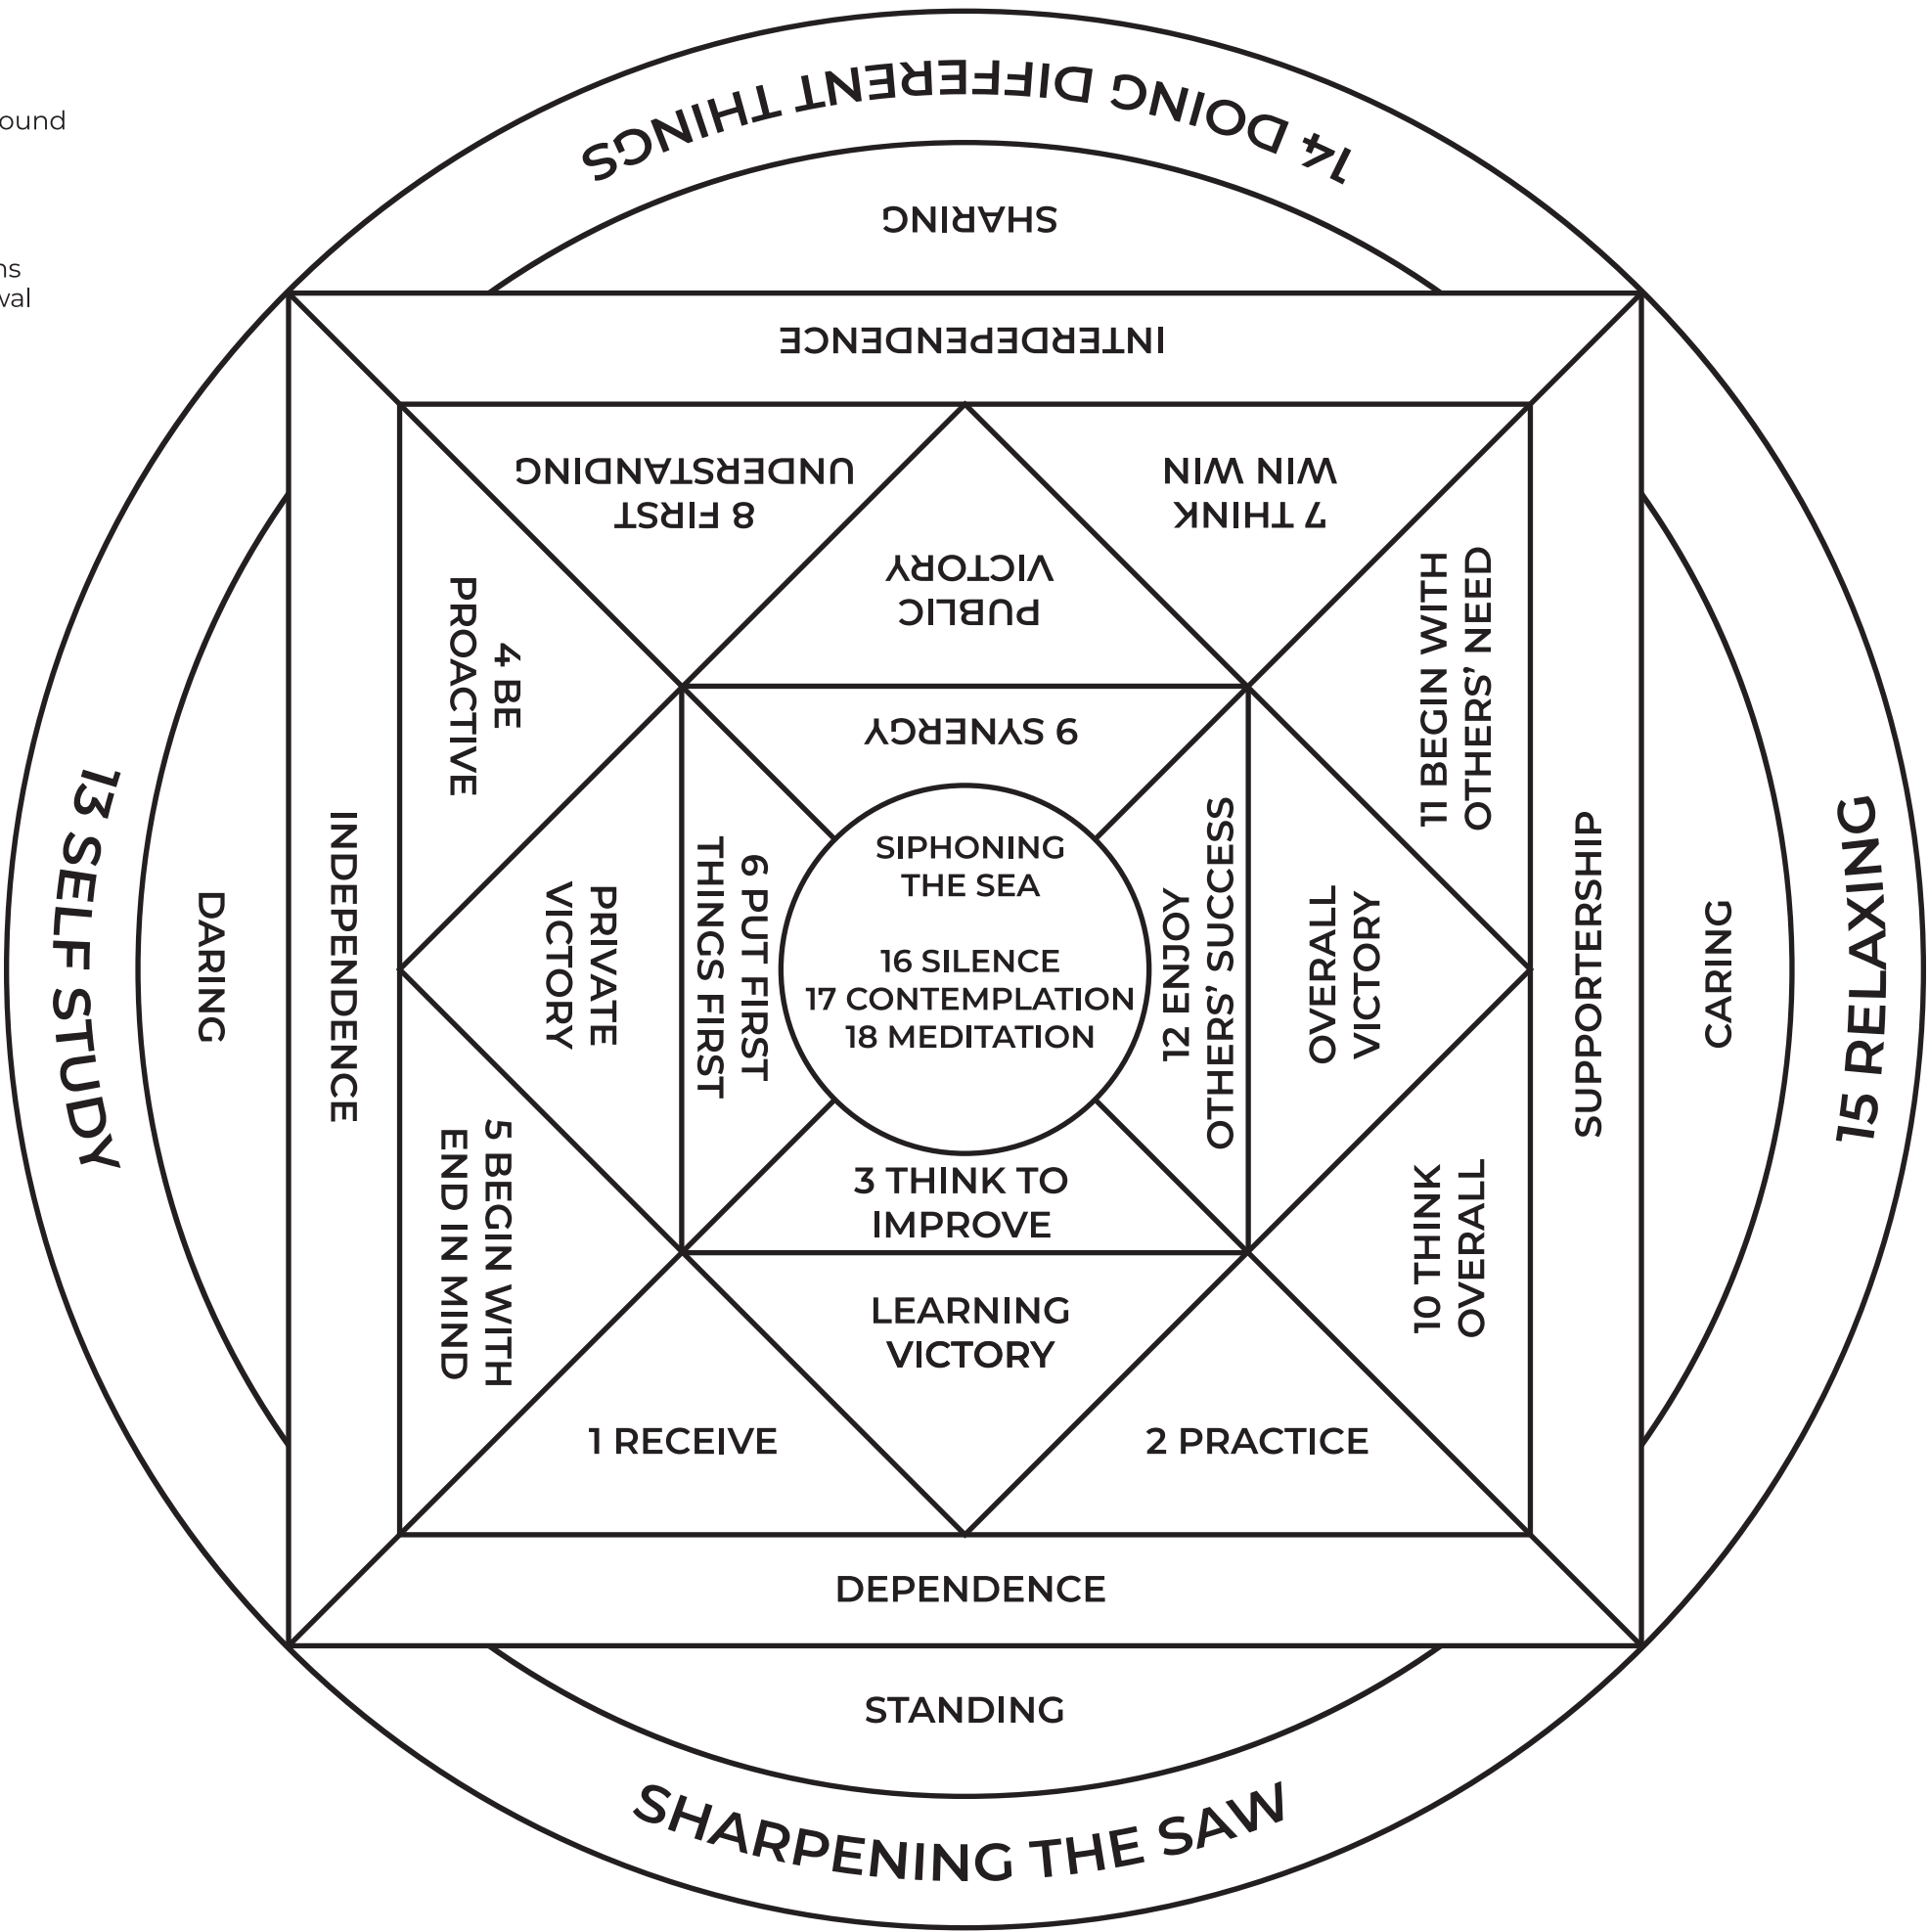 ound
ns
val
14 DOING DIFFERENT THINGS
SHARING
INTERDEPENDENCE
8 FIRST
UNDERSTANDING
7 THINK
WIN WIN
PUBLIC
VICTORY
9 SYNERGY
13 SELF STUDY
DARING
INDEPENDENCE
4 BE
PROACTIVE
5 BEGIN WITH
END IN MIND
PRIVATE
VICTORY
6 PUT FIRST
THINGS FIRST
SIPHONING
THE SEA
16 SILENCE
17 CONTEMPLATION
18 MEDITATION
12 ENJOY
OTHERS' SUCCESS
OVERALL
VICTORY
11 BEGIN WITH
OTHERS' NEED
10 THINK
OVERALL
SUPPORTERSHIP
CARING
15 RELAXING
3 THINK TO
IMPROVE
LEARNING
VICTORY
1 RECEIVE
2 PRACTICE
DEPENDENCE
STANDING
SHARPENING THE SAW